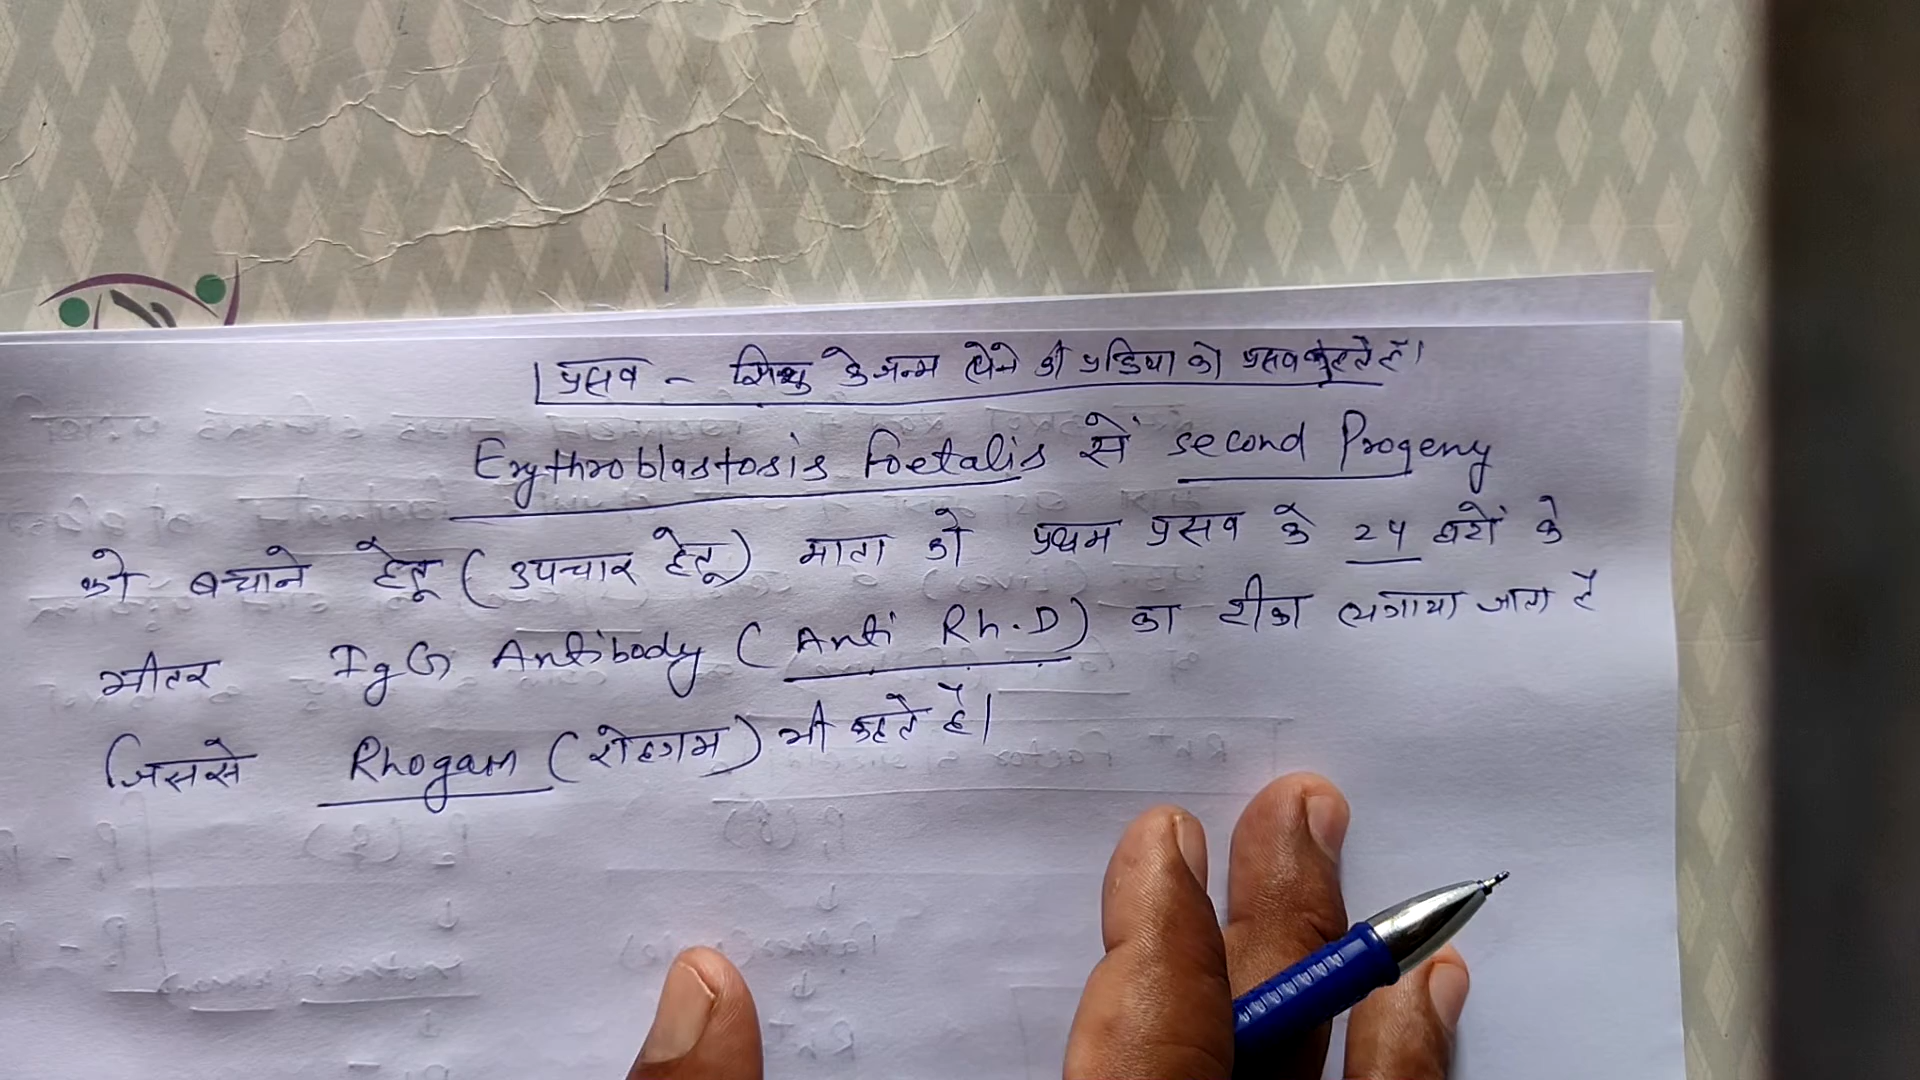 प्रसव - शिशु के जन्म लेने की प्रक्रिया को प्रसव कहते हैं।
Erythroblastosis Foetalis से second Progeny
को बचाने हेतू (उपचार हेतू) माता को प्रथम प्रसव के 24 घंटों के
भीतर IgG Antibody (Anti Rh.D) का टीका लगाया जाता है
जिससे Rhogam (रोहगम) भी कहते हैं।